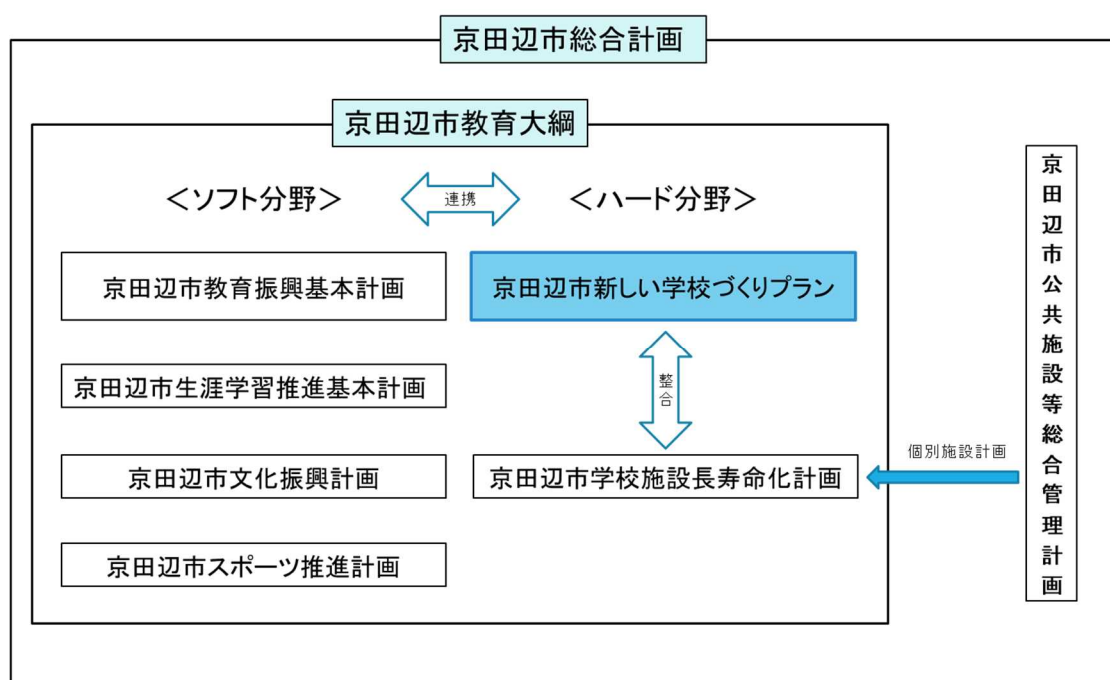 京田辺市総合計画
京田辺市教育大綱
＜ソフト分野＞
連携
＜ハード分野＞
京田辺市教育振興基本計画
京田辺市新しい学校づくりプラン
京田辺市生涯学習推進基本計画
整合
京田辺市文化振興計画
京田辺市学校施設長寿命化計画
京田辺市スポーツ推進計画
個別施設計画
京田辺市公共施設等総合管理計画